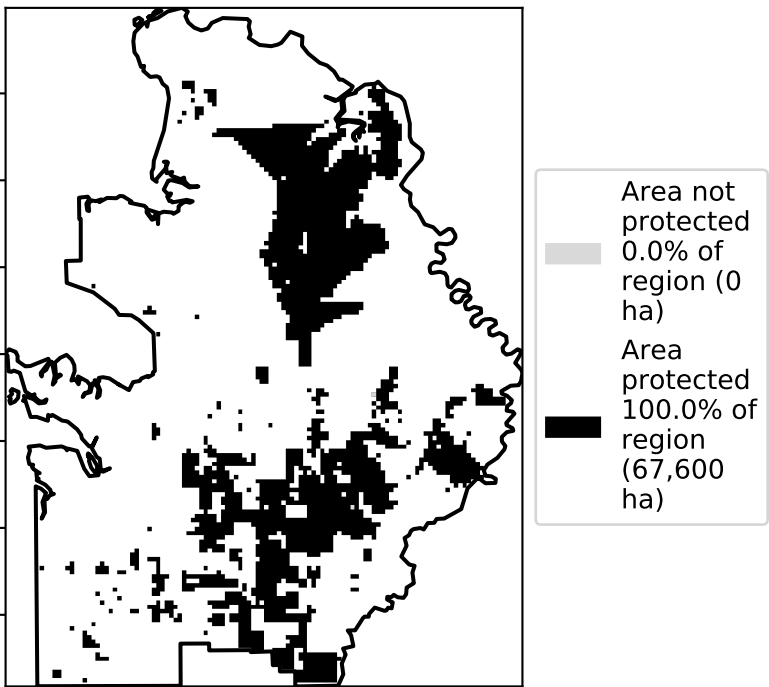 Area not
protected
0.0% of
region (0
ha)
Area
protected
100.0% of
region
(67,600
ha)